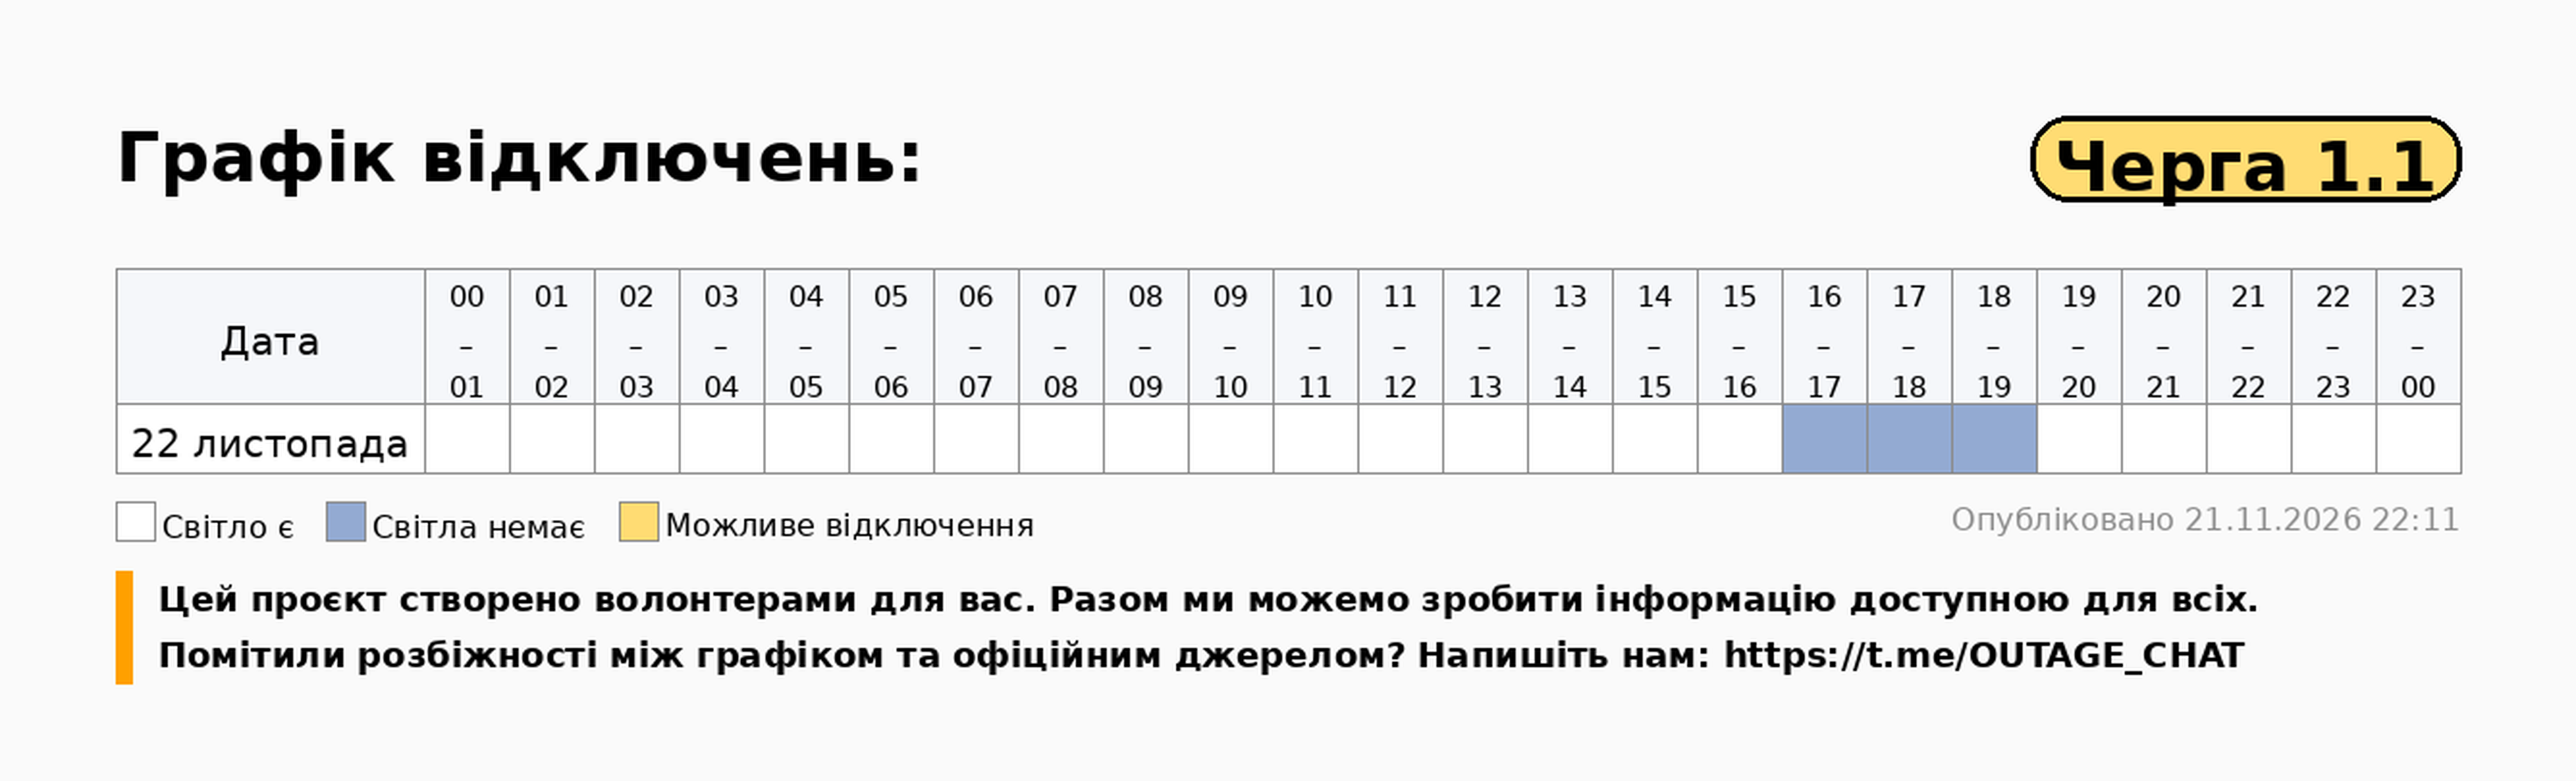 Графік відключень:
Черга 1.1
Дата 00 – 01 01 – 02 02 – 03 03 – 04 04 – 05 05 – 06 06 – 07 07 – 08 08 – 09 09 – 10 10 – 11 11 – 12 12 – 13 13 – 14 14 – 15 15 – 16 16 – 17 17 – 18 18 – 19 19 – 20 20 – 21 21 – 22 22 – 23 23 – 00
22 листопада
Світло є Світла немає Можливе відключення
Опубліковано 21.11.2026 22:11
Цей проєкт створено волонтерами для вас. Разом ми можемо зробити інформацію доступною для всіх.
Помітили розбіжності між графіком та офіційним джерелом? Напишіть нам: https://t.me/OUTAGE_CHAT